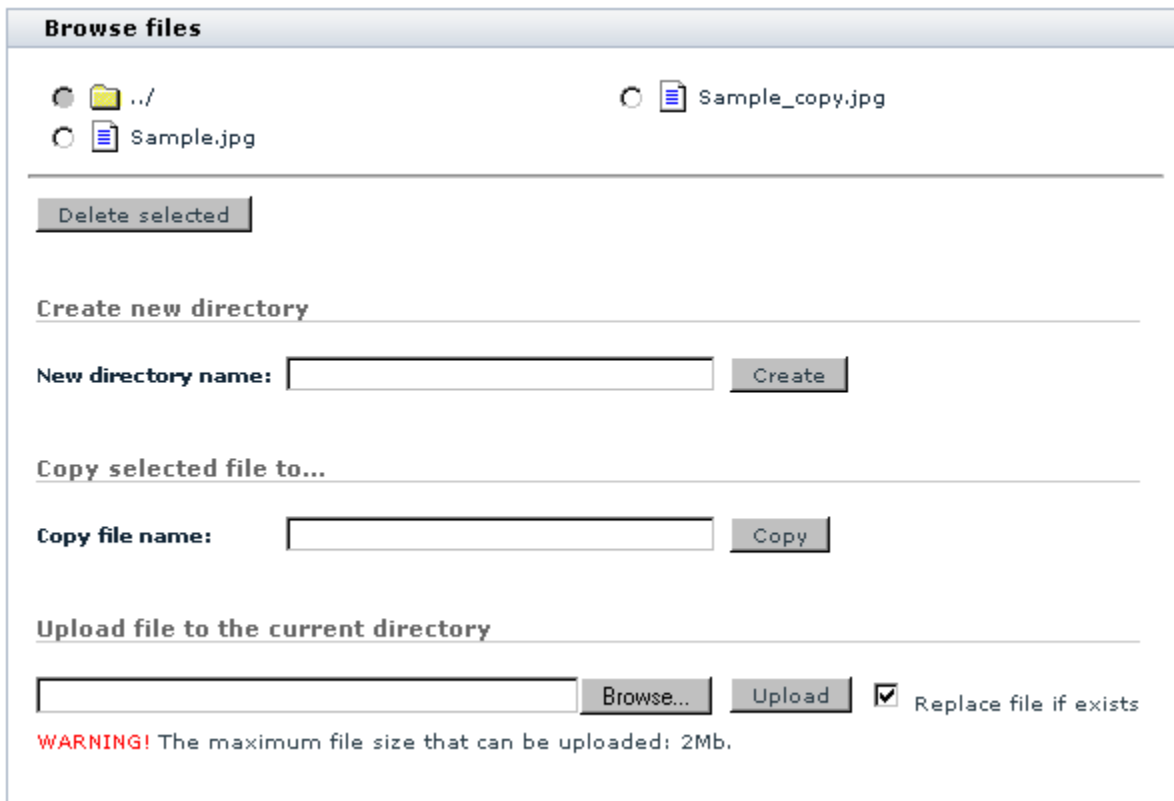 Browse files
../
Sample_copy.jpg
Sample.jpg
Delete selected
Create new directory
New directory name:
Create
Copy selected file to...
Copy file name:
Copy
Upload file to the current directory
Browse...
Upload
Replace file if exists
WARNING! The maximum file size that can be uploaded: 2Mb.